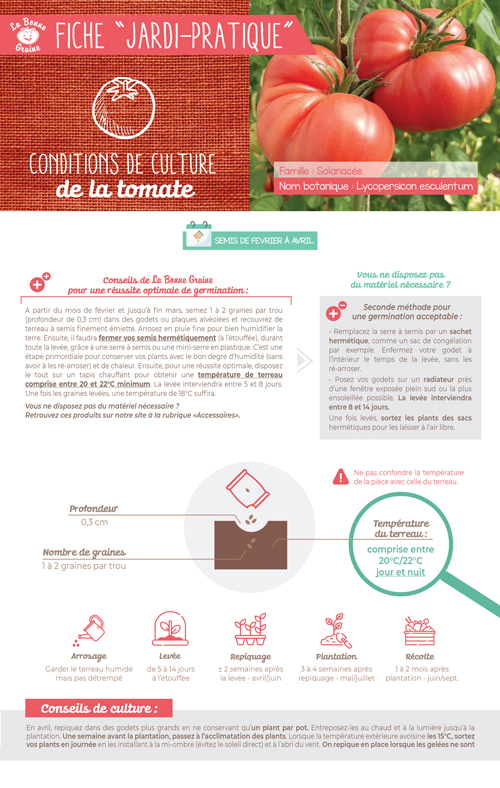 La Bonne
Graine
FICHE "JARDI-PRATIQUE"
CONDITIONS DE CULTURE
de la tomate
Famille : Solanacée
Nom botanique : Lycopersicon esculentum
SEMIS DE FEVRIER À AVRIL
Conseils de La Bonne Graine
pour une réussite optimale de germination :
A partir du mois de février et jusqu'à fin mars, semez 1 à 2 graines par trou
(profondeur de 0,3 cm) dans des godets ou plaques alvéolées et recouvrez de
terreau à semis finement émietté. Arrosez en pluie fine pour bien humidifier la
terre. Ensuite, il faudra fermer vos semis hermétiquement (à l'étouffée), durant
toute la levée, grâce à une serre à semis ou une mini-serre en plastique. C'est une
étape primordiale pour conserver vos plants avec le bon degré d'humidité (sans
avoir à les ré-arroser) et de chaleur. Ensuite, pour une réussite optimale, disposez
le tout sur un tapis chauffant pour obtenir une température de terreau
comprise entre 20 et 22°C minimum. La levée interviendra entre 5 et 8 jours.
Une fois les graines levées, une température de 18°C suffira.
Vous ne disposez pas du matériel nécessaire ?
Retrouvez ces produits sur notre site à la rubrique «Accessoires».
Vous ne disposez pas
du matériel nécessaire ?
Seconde méthode pour
une germination acceptable :
- Remplacez la serre à semis par un sachet
hermétique, comme un sac de congélation
par exemple. Enfermez votre godet à
l'intérieur le temps de la levée, sans les
ré-arroser.
- Posez vos godets sur un radiateur près
d'une fenêtre exposée plein sud ou la plus
ensoleillée possible. La levée interviendra
entre 8 et 14 jours.
Une fois levés, sortez les plants des sacs
hermétiques pour les laisser à l'air libre.
Ne pas confondre la température
de la pièce avec celle du terreau.
Profondeur
0,3 cm
Nombre de graines
1 à 2 graines par trou
Température
du terreau :
comprise entre
20°C/22°C
jour et nuit
Arrosage
Garder le terreau humide
mais pas détrempé
Levée
de 5 à 14 jours
à l'étouffée
Repiquage
± 2 semaines après
la levée - avril/juin
Plantation
3 à 4 semaines après
repiquage - mai/juillet
Récolte
1 à 2 mois après
plantation - juin/sept.
Conseils de culture :
En avril, repiquez dans des godets plus grands en ne conservant qu'un plant par pot. Entreposez-les au chaud et à la lumière jusqu'à la
plantation. Une semaine avant la plantation, passez à l'acclimatation des plants. Lorsque la température extérieure avoisine les 15°C, sortez
vos plants en journée en les installant à la mi-ombre (évitez le soleil direct) et à l'abri du vent. On repique en place lorsque les gelées ne sont